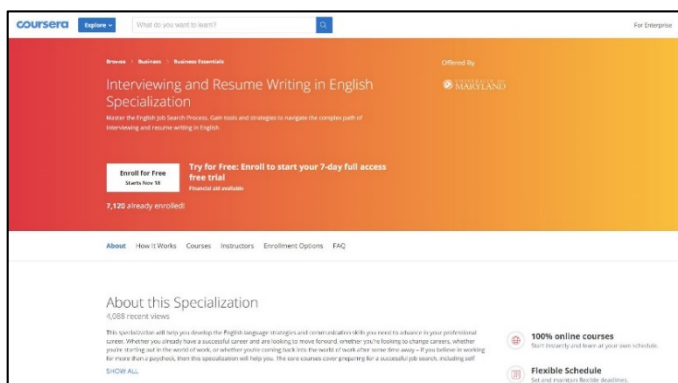 coursera
Explore
What do you want to learn?
For Enterprise
Browse > Business > Business Essentials
Offered By
Interviewing and Resume Writing in English
Specialization
UNIVERSITY OF
MARYLAND
Master the English Job Search Process. Gain tools and strategies to navigate the complex path of
interviewing and resume writing in English
Enroll for Free
Starts Nov 18
Try for Free: Enroll to start your 7-day full access
free trial
Financial aid available
7,120 already enrolled!
About How It Works Courses Instructors Enrollment Options FAQ
About this Specialization
4,088 recent views
This specialization will help you develop the English language strategies and communication skills you need to advance in your professional
career. Whether you already have a successful career and are looking to move forward, whether you're looking to change careers, whether
you're starting out in the world of work, or whether you're coming back into the world of work after some time away – if you believe in working
for more than a paycheck, then this specialization will help you. The core courses cover preparing for a successful job search, including self
SHOW ALL
100% online courses
Start instantly and learn at your own schedule.
Flexible Schedule
Set and maintain flexible deadlines.